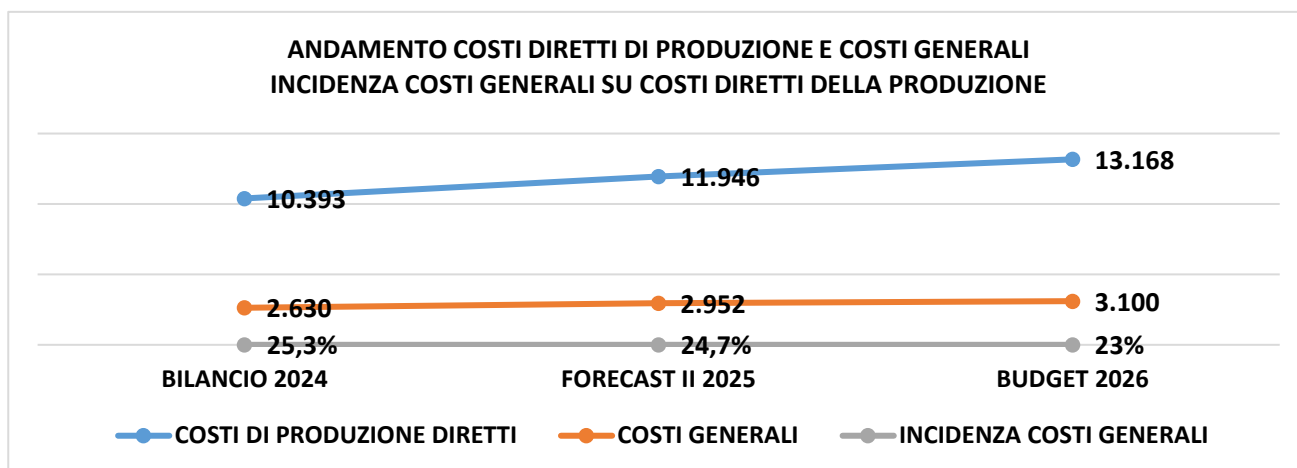 ANDAMENTO COSTI DIRETTI DI PRODUZIONE E COSTI GENERALI
INCIDENZA COSTI GENERALI SU COSTI DIRETTI DELLA PRODUZIONE
10.393
11.946
13.168
2.630
2.952
3.100
25,3%
24,7%
23%
BILANCIO 2024
FORECAST II 2025
BUDGET 2026
COSTI DI PRODUZIONE DIRETTI
COSTI GENERALI
INCIDENZA COSTI GENERALI